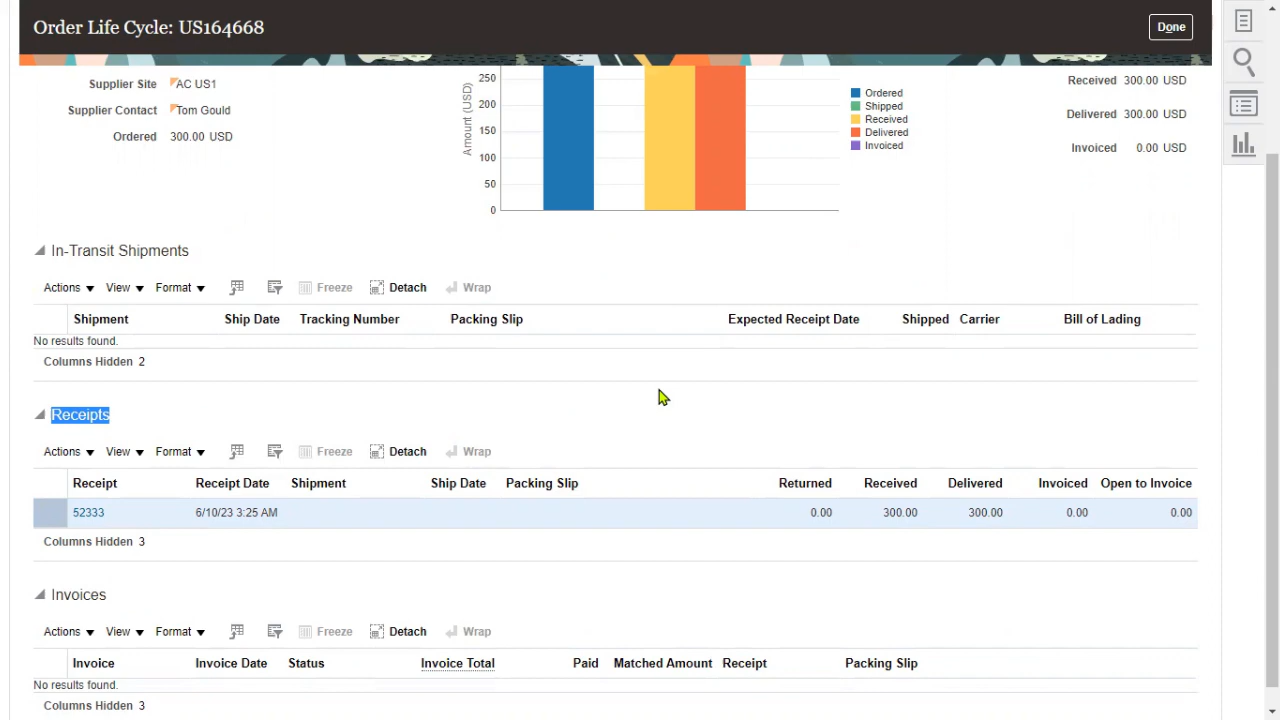 Order Life Cycle: US164668
Done
Supplier Site AC US1
Supplier Contact Tom Gould
Ordered 300.00 USD
Amount (USD)
250
200
150
100
50
0
Ordered
Shipped
Received
Delivered
Invoiced
Received 300.00 USD
Delivered 300.00 USD
Invoiced 0.00 USD
In-Transit Shipments
Actions View Format Freeze Detach Wrap
Shipment Ship Date Tracking Number Packing Slip Expected Receipt Date Shipped Carrier Bill of Lading
No results found.
Columns Hidden 2
Receipts
Actions View Format Freeze Detach Wrap
Receipt Receipt Date Shipment Ship Date Packing Slip Returned Received Delivered Invoiced Open to Invoice
52333 6/10/23 3:25 AM 0.00 300.00 300.00 0.00 0.00
Columns Hidden 3
Invoices
Actions View Format Freeze Detach Wrap
Invoice Invoice Date Status Invoice Total Paid Matched Amount Receipt Packing Slip
No results found.
Columns Hidden 3